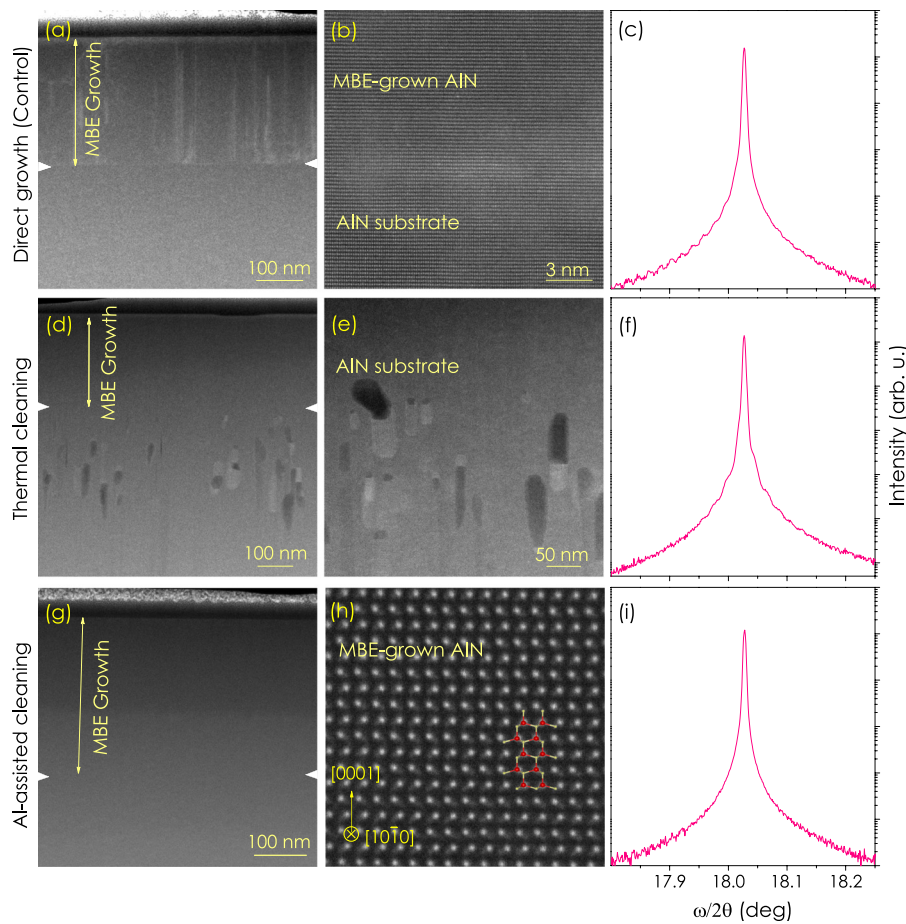 Direct growth (Control)
(a)
MBE Growth
100 nm
(b)
MBE-grown AlN
AlN substrate
3 nm
(c)
Thermal cleaning
(d)
MBE Growth
100 nm
(e)
AlN substrate
50 nm
(f)
Intensity (arb. u.)
Al-assisted cleaning
(g)
MBE Growth
100 nm
(h)
MBE-grown AlN
[0001]
[101̄0]
(i)
17.9 18.0 18.1 18.2
ω/2θ (deg)